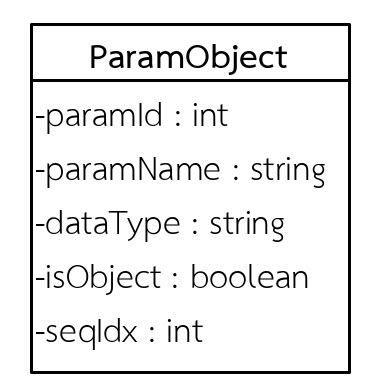 ParamObject
-paramId : int
-paramName : string
-dataType : string
-isObject : boolean
-seqIdx : int